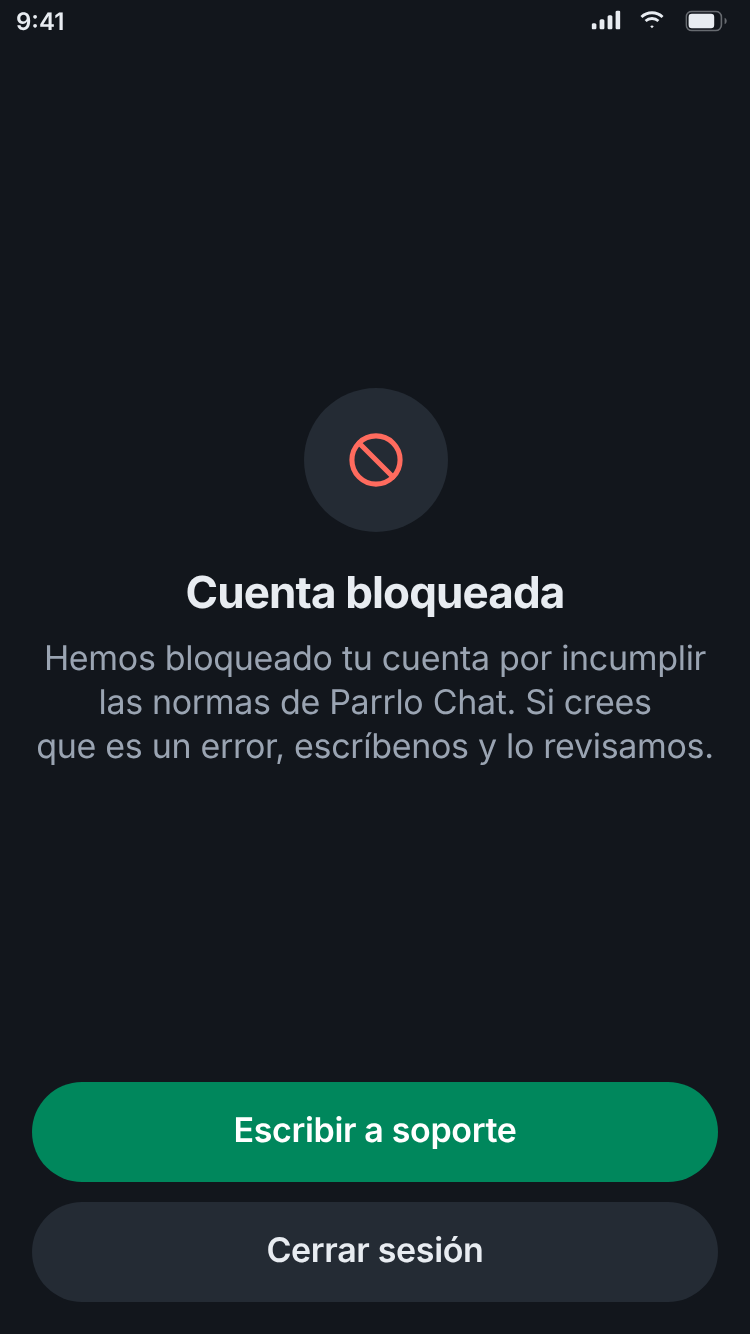 9:41
Cuenta bloqueada
Hemos bloqueado tu cuenta por incumplir
las normas de Parrlo Chat. Si crees
que es un error, escríbenos y lo revisamos.
Escribir a soporte
Cerrar sesión